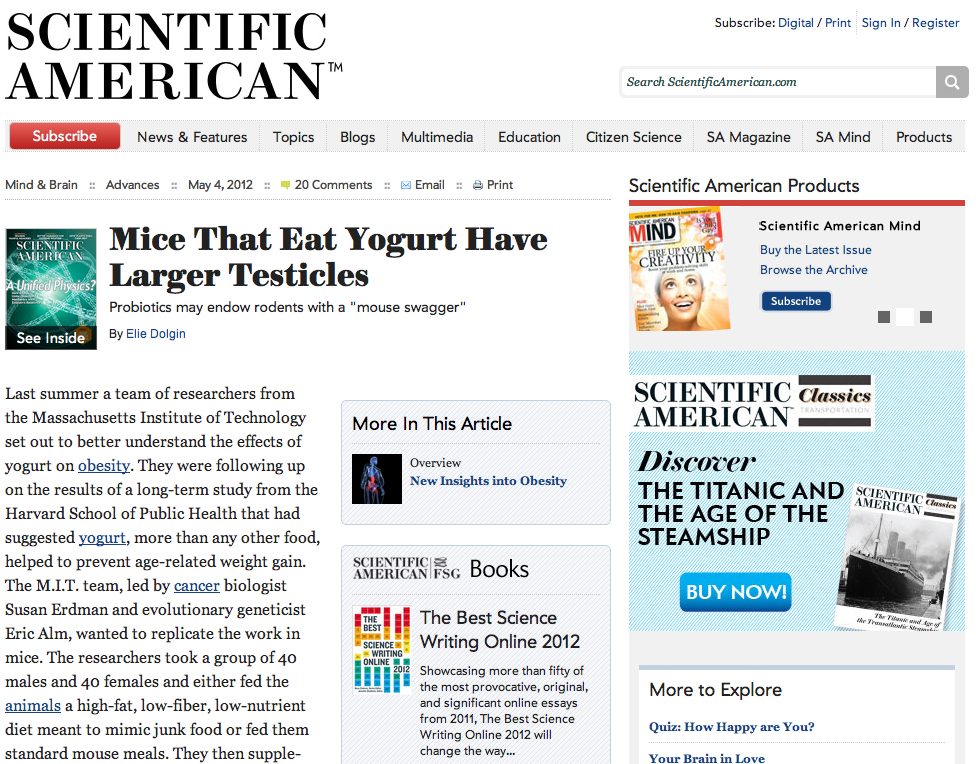 SCIENTIFIC
AMERICAN™
Subscribe: Digital / Print Sign In / Register
Search ScientificAmerican.com
Subscribe News & Features Topics Blogs Multimedia Education Citizen Science SA Magazine SA Mind Products
Mind & Brain :: Advances :: May 4, 2012 :: 20 Comments :: Email :: Print
SCIENTIFIC
AMERICAN
A Unified Physics?
See Inside
Mice That Eat Yogurt Have
Larger Testicles
Probiotics may endow rodents with a "mouse swagger"
By Elie Dolgin
Last summer a team of researchers from
the Massachusetts Institute of Technology
set out to better understand the effects of
yogurt on obesity. They were following up
on the results of a long-term study from the
Harvard School of Public Health that had
suggested yogurt, more than any other food,
helped to prevent age-related weight gain.
The M.I.T. team, led by cancer biologist
Susan Erdman and evolutionary geneticist
Eric Alm, wanted to replicate the work in
mice. The researchers took a group of 40
males and 40 females and either fed the
animals a high-fat, low-fiber, low-nutrient
diet meant to mimic junk food or fed them
standard mouse meals. They then supple-
More In This Article
Overview
New Insights into Obesity
SCIENTIFIC
AMERICAN FSG Books
THE BEST
SCIENCE
WRITING
ONLINE
2012
The Best Science
Writing Online 2012
Showcasing more than fifty of
the most provocative, original,
and significant online essays
from 2011, The Best Science
Writing Online 2012 will
change the way...
Scientific American Products
SCIENTIFIC AMERICAN
MIND
FIRE UP YOUR
CREATIVITY
Scientific American Mind
Buy the Latest Issue
Browse the Archive
Subscribe
SCIENTIFIC
AMERICAN™
Classics
TRANSPORTATION
Discover
THE TITANIC AND
THE AGE OF THE
STEAMSHIP
BUY NOW!
SCIENTIFIC
AMERICAN Classics
The Titanic and the Age of
the Transatlantic Steamship
More to Explore
Quiz: How Happy are You?
Your Brain in Love